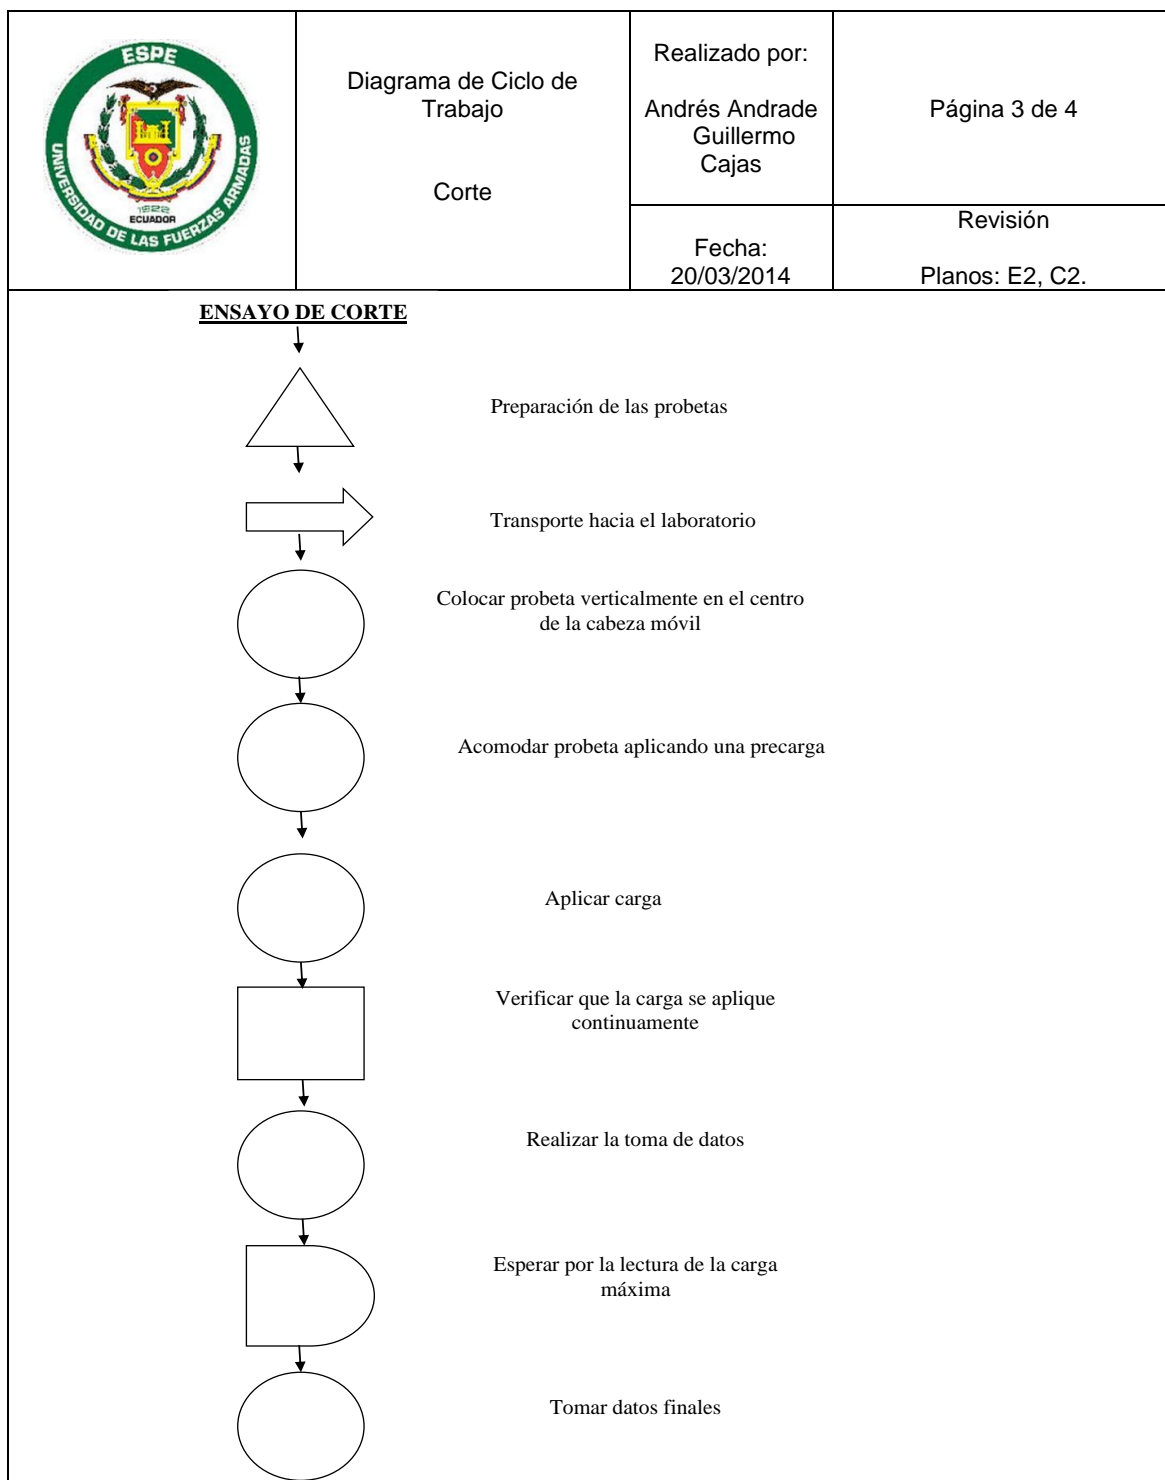 ESPE
UNIVERSIDAD DE LAS FUERZAS ARMADAS
1922
ECUADOR
Diagrama de Ciclo de
Trabajo
Corte
Realizado por:
Andrés Andrade
Guillermo
Cajas
Página 3 de 4
Fecha:
20/03/2014
Revisión
Planos: E2, C2.
ENSAYO DE CORTE
Preparación de las probetas
Transporte hacia el laboratorio
Colocar probeta verticalmente en el centro
de la cabeza móvil
Acomodar probeta aplicando una precarga
Aplicar carga
Verificar que la carga se aplique
continuamente
Realizar la toma de datos
Esperar por la lectura de la carga
máxima
Tomar datos finales